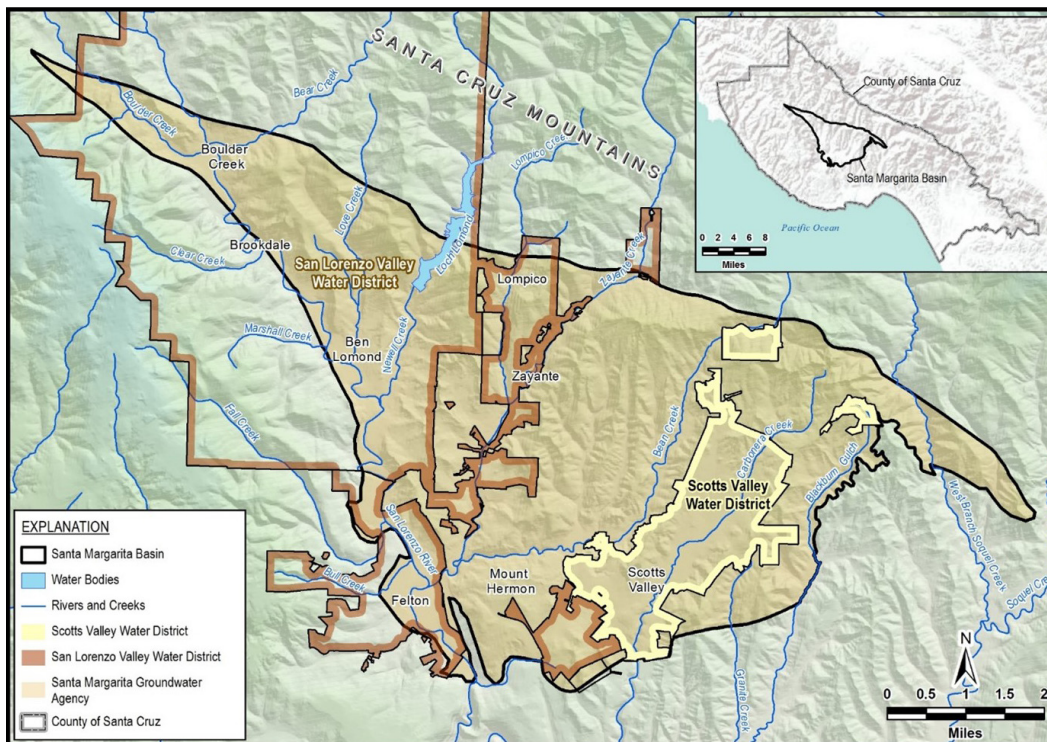 SANTA CRUZ MOUNTAINS
Bear Creek
Boulder Creek
Boulder
Creek
Lompico Creek
Love Creek
Loch Lomond
Brookdale
Clear Creek
San Lorenzo Valley
Water District
Lompico
Zayante Creek
Marshall Creek
Ben
Lomond
Newell Creek
Zayante
Fall Creek
Bean Creek
Carbonera Creek
Blackburn Gulch
Scotts Valley
Water District
West Branch Soquel Creek
San Lorenzo River
Mount
Hermon
Scotts
Valley
Bull Creek
Felton
Granite Creek
Soquel Cre
County of Santa Cruz
Santa Margarita Basin
Pacific Ocean
0 2 4 6 8
Miles
EXPLANATION
Santa Margarita Basin
Water Bodies
Rivers and Creeks
Scotts Valley Water District
San Lorenzo Valley Water District
Santa Margarita Groundwater
Agency
County of Santa Cruz
N
0 0.5 1 1.5 2
Miles